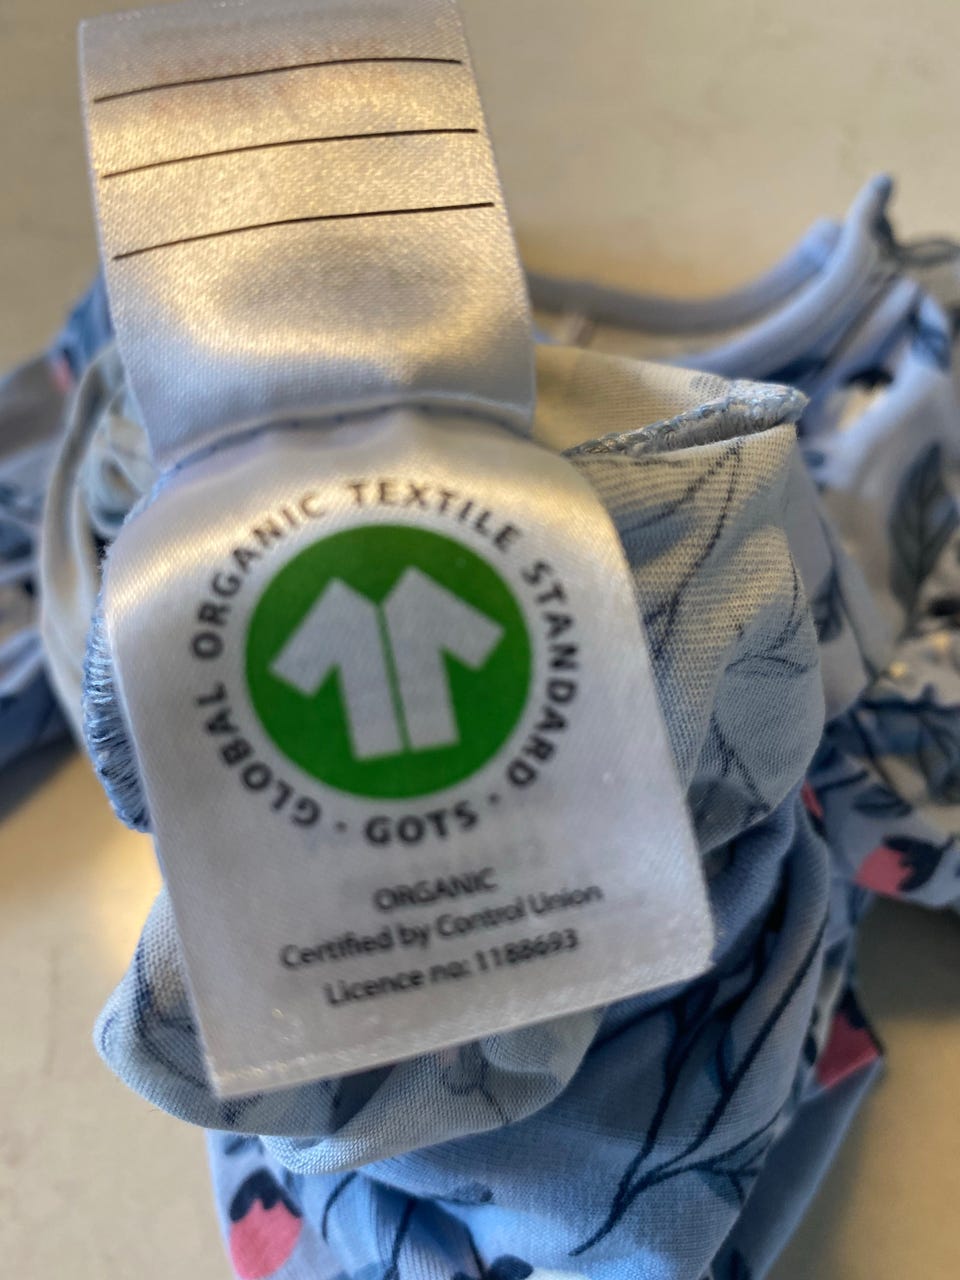 GLOBAL ORGANIC TEXTILE STANDARD · GOTS ·
ORGANIC
Certified by Control Union
Licence no: 1188693